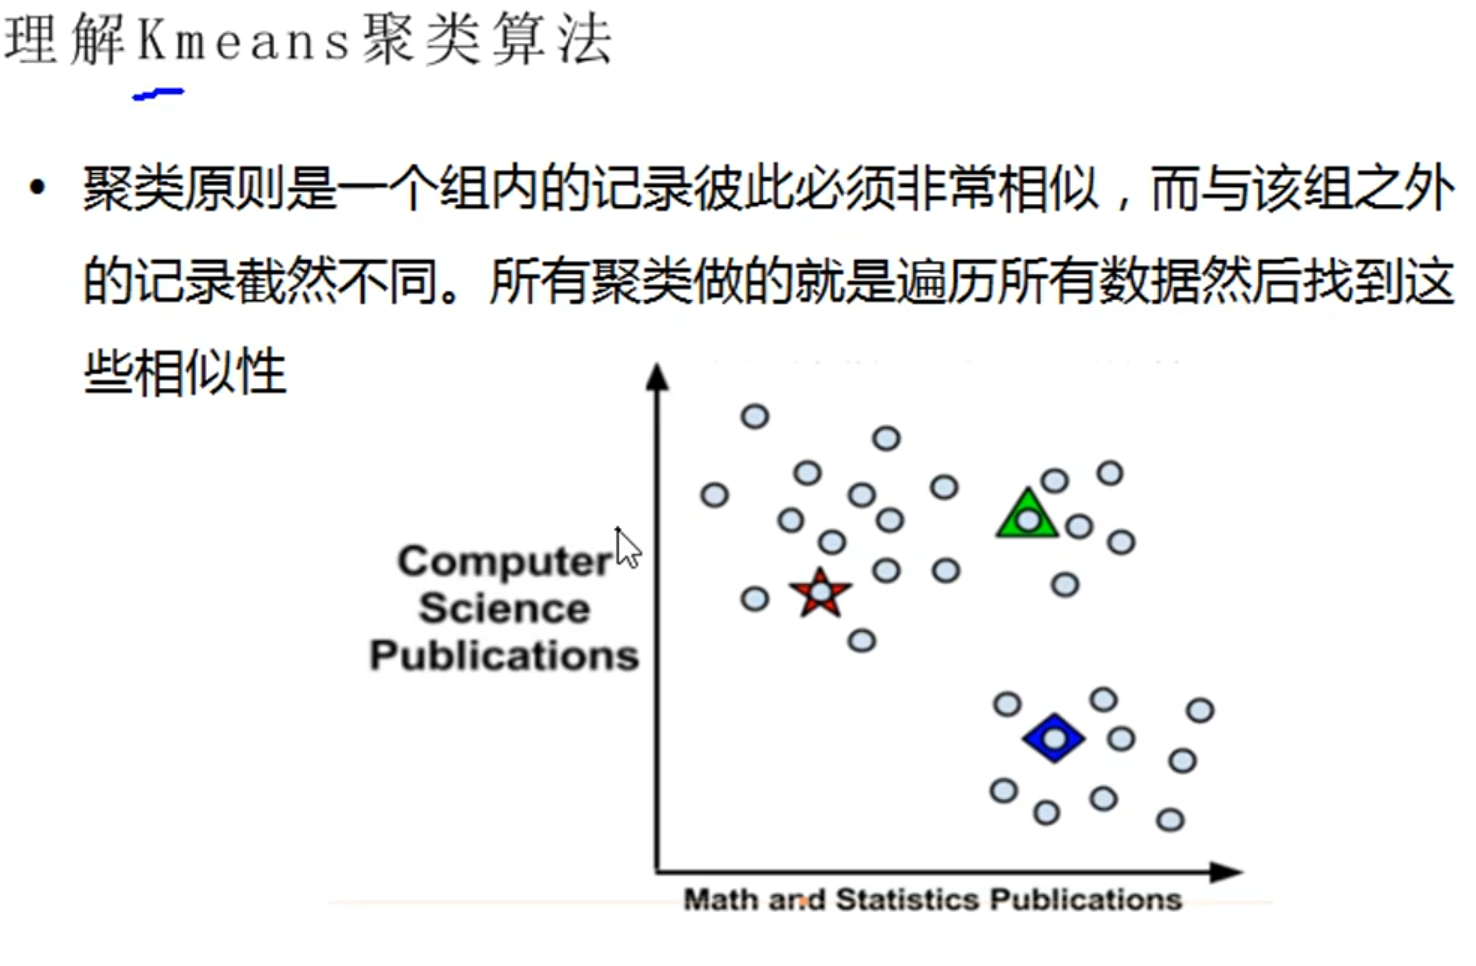 理解Kmeans聚类算法
• 聚类原则是一个组内的记录彼此必须非常相似，而与该组之外
的记录截然不同。所有聚类做的就是遍历所有数据然后找到这
些相似性
Computer
Science
Publications
Math and Statistics Publications